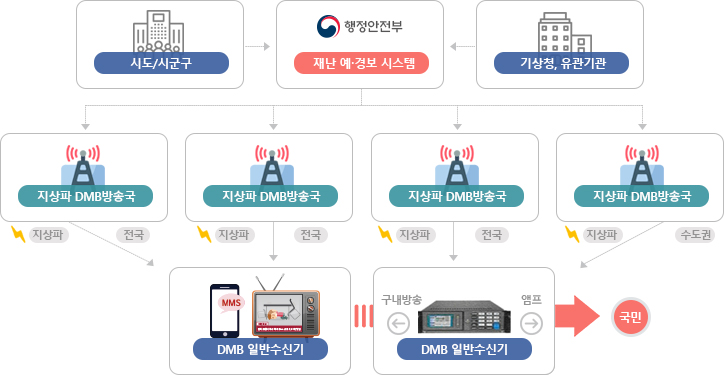 행정안전부
시도/시군구
재난 예·경보 시스템
기상청, 유관기관
지상파 DMB방송국
지상파 DMB방송국
지상파 DMB방송국
지상파 DMB방송국
지상파 전국
지상파 전국
지상파 전국
지상파 수도권
MMS
구내방송 앰프
국민
DMB 일반수신기
DMB 일반수신기